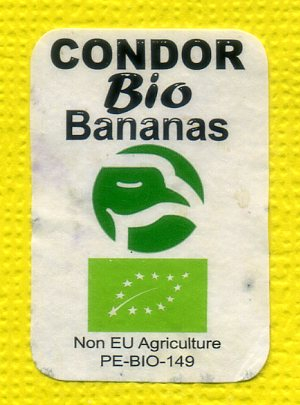 CONDOR
Bio
Bananas
Non EU Agriculture
PE-BIO-149